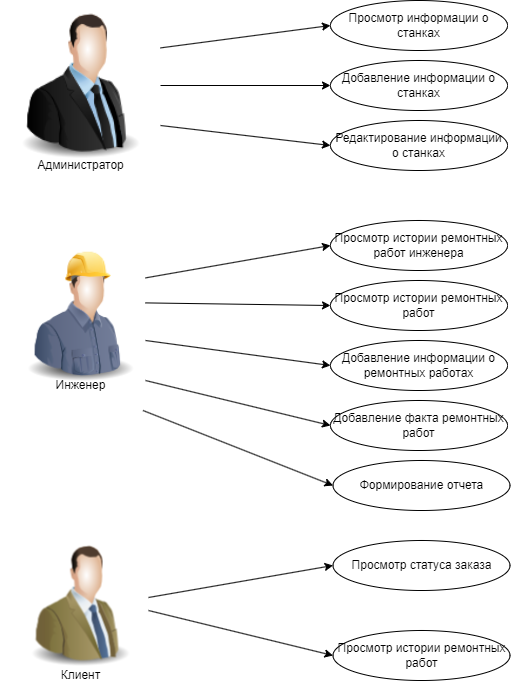 Просмотр информации о
станках
Добавление информации о
станках
Редактирование информации
о станках
Администратор
Просмотр истории ремонтных
работ инженера
Просмотр истории ремонтных
работ
Добавление информации о
ремонтных работах
Инженер
Добавление факта ремонтных
работ
Формирование отчета
Просмотр статуса заказа
Просмотр истории ремонтных
работ
Клиент